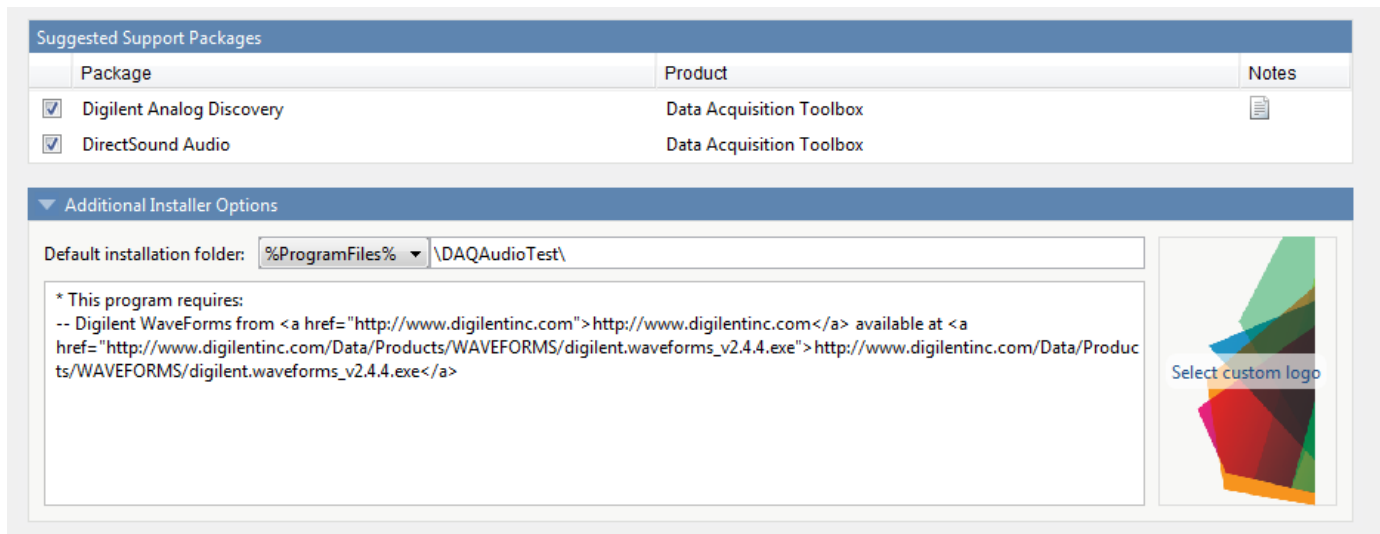 Suggested Support Packages
Package Product Notes
Digilent Analog Discovery Data Acquisition Toolbox
DirectSound Audio Data Acquisition Toolbox
Additional Installer Options
Default installation folder: %ProgramFiles% \DAQAudioTest\
* This program requires:
-- Digilent WaveForms from <a href="http://www.digilentinc.com">http://www.digilentinc.com</a> available at <a
href="http://www.digilentinc.com/Data/Products/WAVEFORMS/digilent.waveforms_v2.4.4.exe">http://www.digilentinc.com/Data/Produc
ts/WAVEFORMS/digilent.waveforms_v2.4.4.exe</a>
Select custom logo